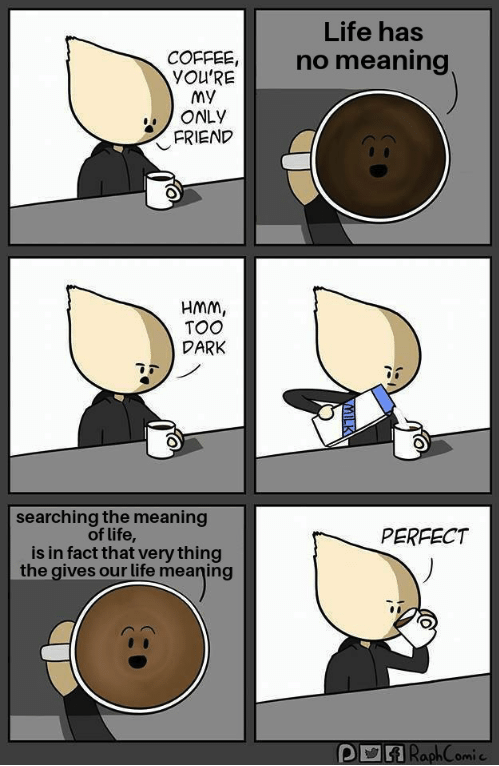 COFFEE,
YOU'RE
MY
ONLY
FRIEND
Life has
no meaning
HMM,
TOO
DARK
MILK
searching the meaning
of life,
is in fact that very thing
the gives our life meaning
PERFECT
RaphComic